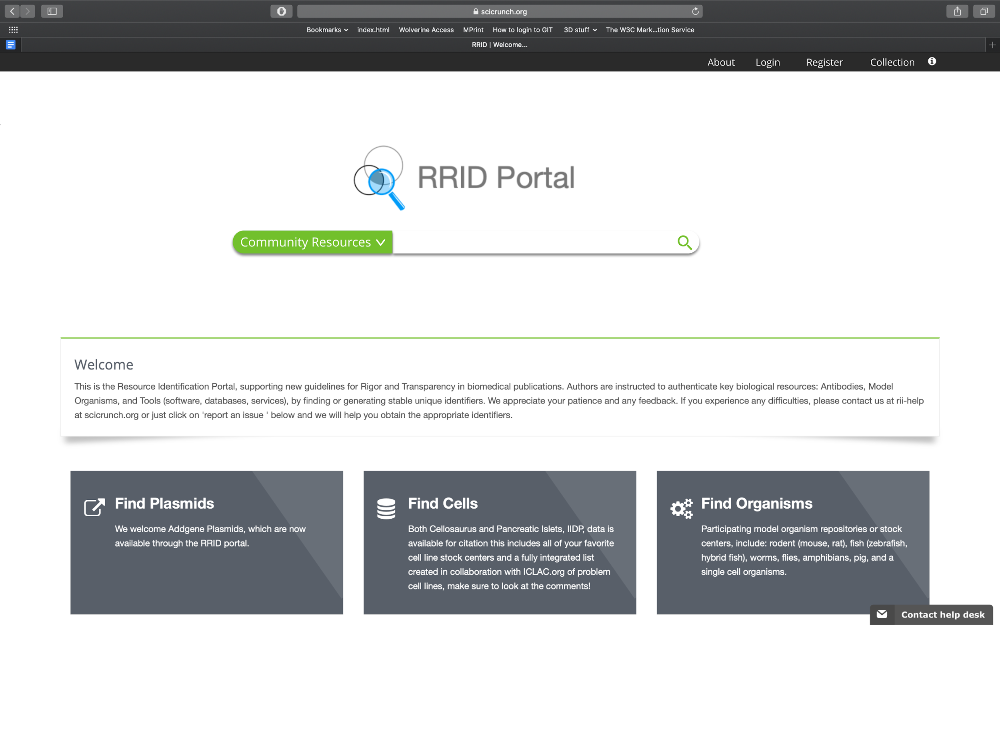 scicrunch.org
Bookmarks index.html Wolverine Access MPrint How to login to GIT 3D stuff The W3C Mark...tion Service
RRID | Welcome...
About Login Register Collection
RRID Portal
Community Resources
Welcome
This is the Resource Identification Portal, supporting new guidelines for Rigor and Transparency in biomedical publications. Authors are instructed to authenticate key biological resources: Antibodies, Model
Organisms, and Tools (software, databases, services), by finding or generating stable unique identifiers. We appreciate your patience and any feedback. If you experience any difficulties, please contact us at rii-help
at scicrunch.org or just click on 'report an issue ' below and we will help you obtain the appropriate identifiers.
Find Plasmids
We welcome Addgene Plasmids, which are now
available through the RRID portal.
Find Cells
Both Cellosaurus and Pancreatic Islets, IIDP, data is
available for citation this includes all of your favorite
cell line stock centers and a fully integrated list
created in collaboration with ICLAC.org of problem
cell lines, make sure to look at the comments!
Find Organisms
Participating model organism repositories or stock
centers, include: rodent (mouse, rat), fish (zebrafish,
hybrid fish), worms, flies, amphibians, pig, and a
single cell organisms.
Contact help desk